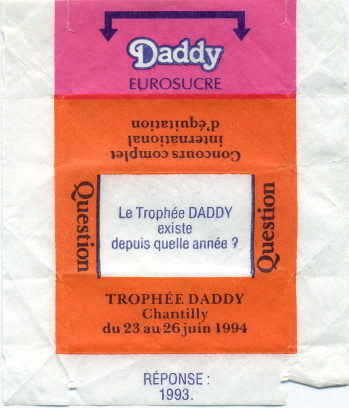 Daddy
EUROSUCRE
Concours complet
international
d'équitation
Question
Le Trophée DADDY
existe
depuis quelle année ?
Question
TROPHÉE DADDY
Chantilly
du 23 au 26 juin 1994
RÉPONSE :
1993.